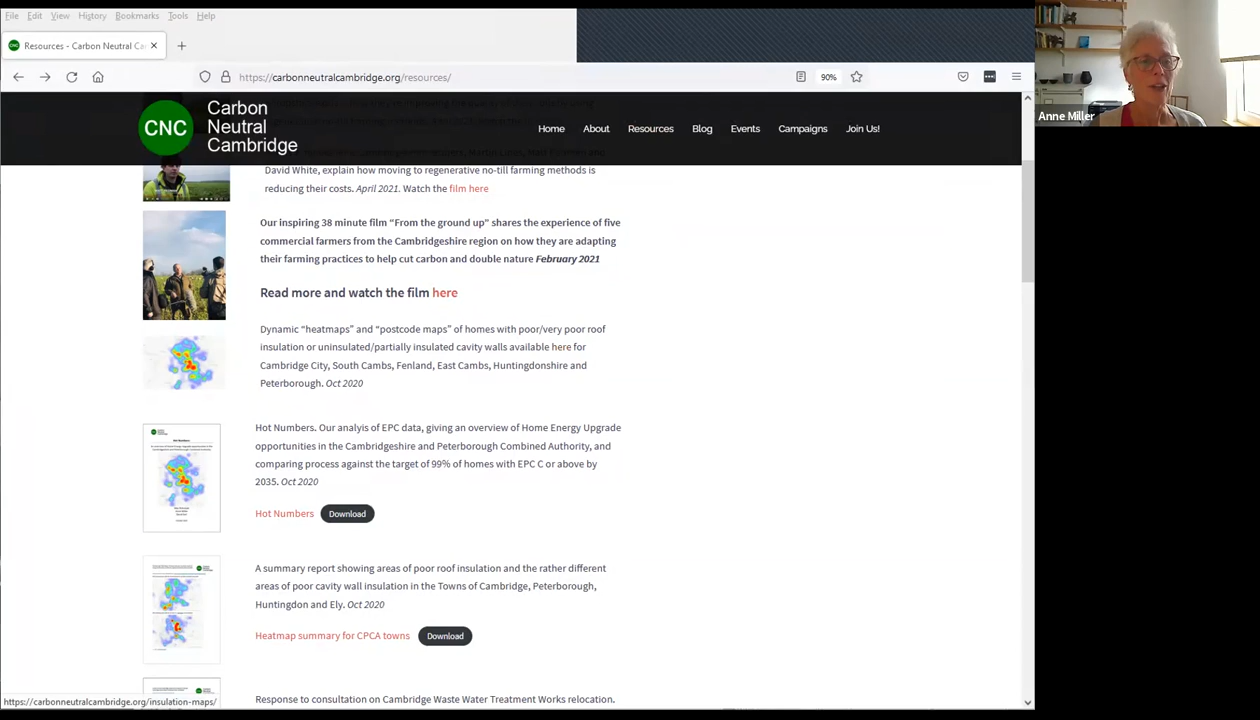 File Edit View History Bookmarks Tools Help
Resources - Carbon Neutral Ca
https://carbonneutralcambridge.org/resources/
90%
CNC
Carbon
Neutral
Cambridge
Home About Resources Blog Events Campaigns Join Us!
Anne Miller
David White, explain how moving to regenerative no-till farming methods is
reducing their costs. April 2021. Watch the film here
Our inspiring 38 minute film “From the ground up” shares the experience of five
commercial farmers from the Cambridgeshire region on how they are adapting
their farming practices to help cut carbon and double nature February 2021
Read more and watch the film here
Dynamic “heatmaps” and “postcode maps” of homes with poor/very poor roof
insulation or uninsulated/partially insulated cavity walls available here for
Cambridge City, South Cambs, Fenland, East Cambs, Huntingdonshire and
Peterborough. Oct 2020
Hot Numbers. Our analyis of EPC data, giving an overview of Home Energy Upgrade
opportunities in the Cambridgeshire and Peterborough Combined Authority, and
comparing process against the target of 99% of homes with EPC C or above by
2035. Oct 2020
Hot Numbers Download
A summary report showing areas of poor roof insulation and the rather different
areas of poor cavity wall insulation in the Towns of Cambridge, Peterborough,
Huntingdon and Ely. Oct 2020
Heatmap summary for CPCA towns Download
Response to consultation on Cambridge Waste Water Treatment Works relocation.
https://carbonneutralcambridge.org/insulation-maps/